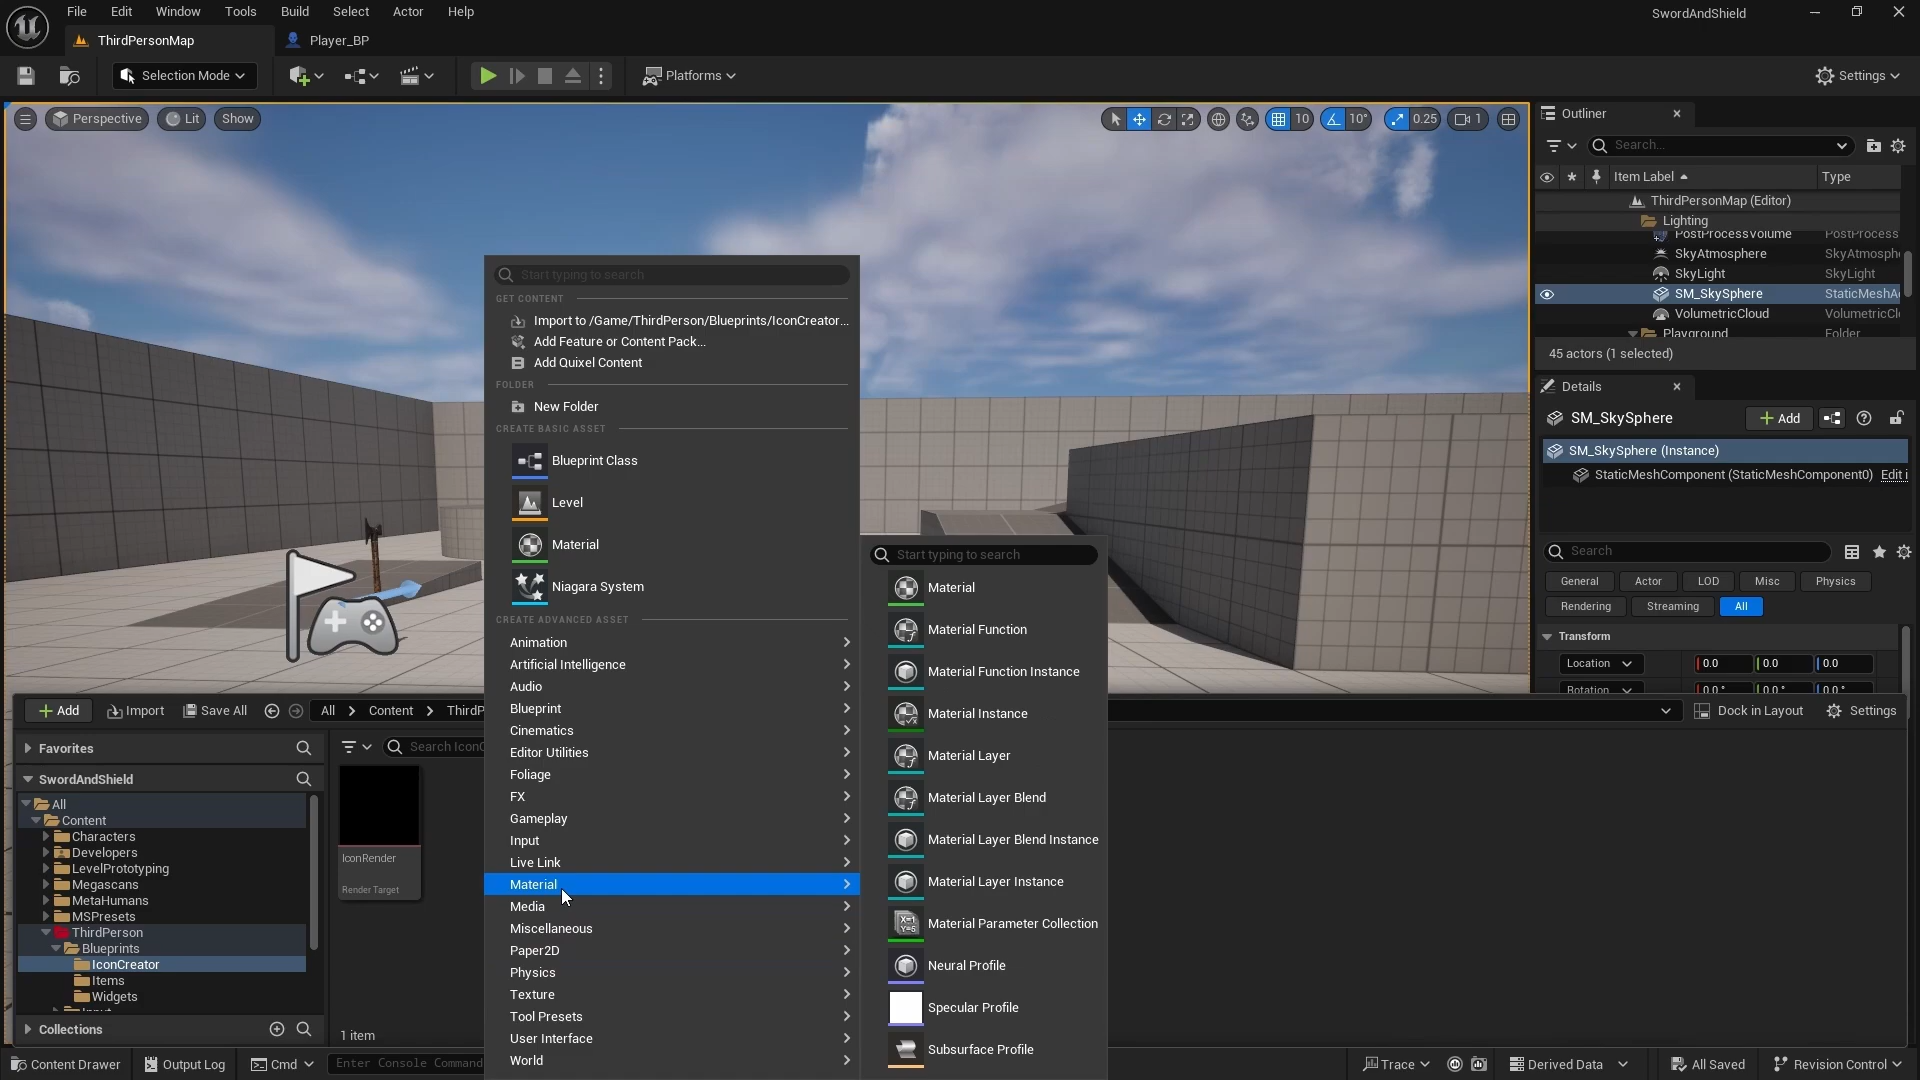 File Edit Window Tools Build Select Actor Help
SwordAndShield
ThirdPersonMap
Player_BP
Selection Mode
Platforms
Settings
Perspective
Lit
Show
10
10°
0.25
1
Outliner
Search...
Item Label
Type
ThirdPersonMap (Editor)
Lighting
PostProcessVolume PostProcess
SkyAtmosphere SkyAtmosph
SkyLight SkyLight
SM_SkySphere StaticMeshA
VolumetricCloud VolumetricCl
Playground Folder
45 actors (1 selected)
Details
SM_SkySphere
Add
SM_SkySphere (Instance)
StaticMeshComponent (StaticMeshComponent0) Edit i
Search
General Actor LOD Misc Physics
Rendering Streaming All
Transform
Location 0.0 0.0 0.0
Rotation 0.0° 0.0° 0.0°
Start typing to search
GET CONTENT
Import to /Game/ThirdPerson/Blueprints/IconCreator...
Add Feature or Content Pack...
Add Quixel Content
FOLDER
New Folder
CREATE BASIC ASSET
Blueprint Class
Level
Material
Niagara System
CREATE ADVANCED ASSET
Animation
Artificial Intelligence
Audio
Blueprint
Cinematics
Editor Utilities
Foliage
FX
Gameplay
Input
Live Link
Material
Media
Miscellaneous
Paper2D
Physics
Texture
Tool Presets
User Interface
World
Start typing to search
Material
Material Function
Material Function Instance
Material Instance
Material Layer
Material Layer Blend
Material Layer Blend Instance
Material Layer Instance
Material Parameter Collection
X=1
Y=5
Neural Profile
Specular Profile
Subsurface Profile
Add
Import
Save All
All
Content
ThirdP
Dock in Layout
Settings
Favorites
Search IconC
SwordAndShield
All
Content
Characters
Developers
LevelPrototyping
Megascans
MetaHumans
MSPresets
ThirdPerson
Blueprints
IconCreator
Items
Widgets
Input
Collections
IconRender
Render Target
1 item
Content Drawer
Output Log
Cmd
Enter Console Command
Trace
Derived Data
All Saved
Revision Control